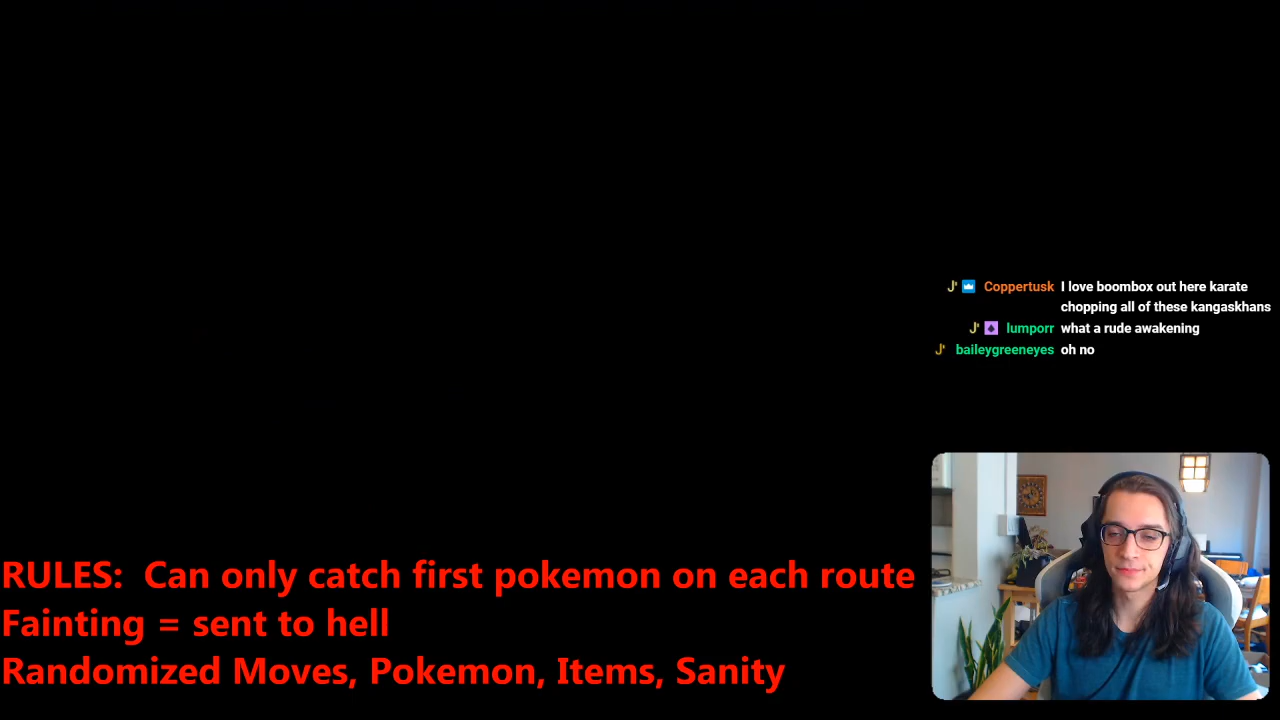 Coppertusk I love boombox out here karate
chopping all of these kangaskhans
lumporr what a rude awakening
baileygreeneyes oh no
RULES:  Can only catch first pokemon on each route
Fainting = sent to hell
Randomized Moves, Pokemon, Items, Sanity